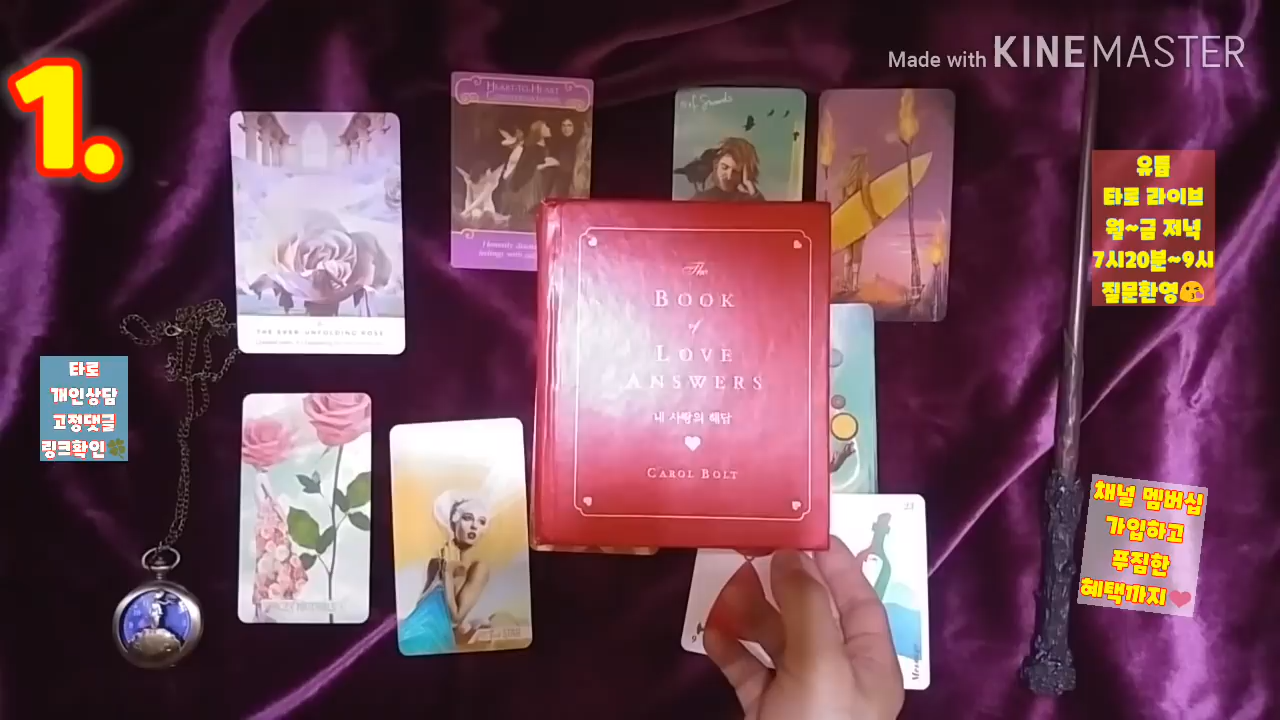 Made with KINEMASTER
1.
HEART-TO-HEART
The
BOOK
of
LOVE
ANSWERS
내 사랑의 해답
CAROL BOLT
THE EVER UNFOLDING ROSE
유튭
타로 라이브
월~금 저녁
7시20분~9시
질문환영😘
타로
개인상담
고정댓글
링크확인🍀
채널 멤버십
가입하고
푸짐한
혜택까지❤
23